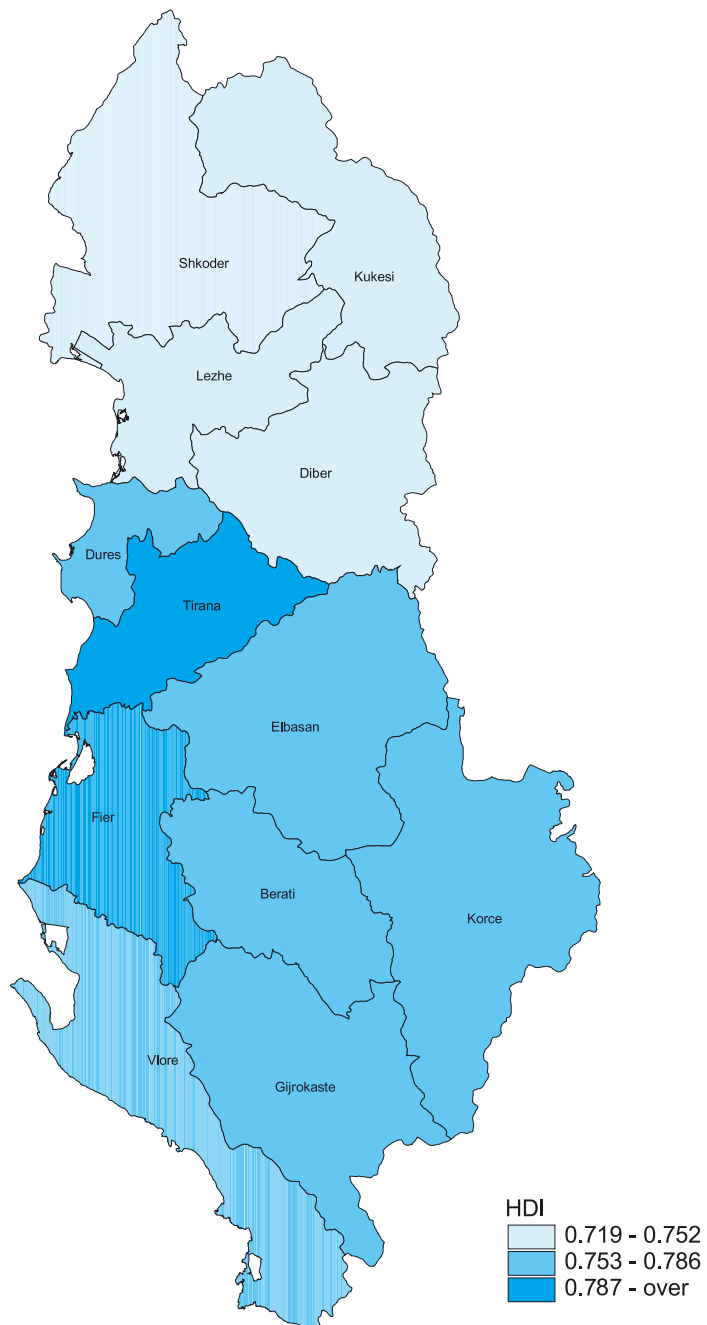 Shkoder
Kukesi
Lezhe
Diber
Dures
Tirana
Elbasan
Fier
Berati
Korce
Vlore
Gijrokaste
HDI
0.719 - 0.752
0.753 - 0.786
0.787 - over